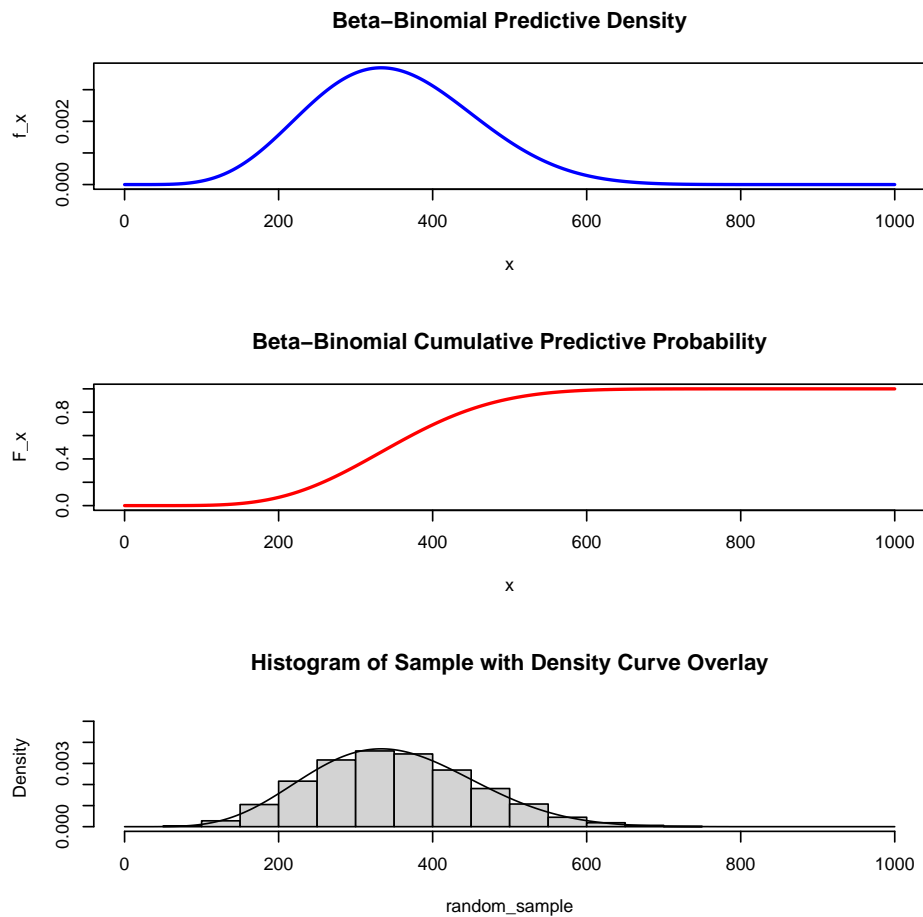 Beta−Binomial Predictive Density
f_x
0.002
0.000
0 200 400 600 800 1000
x
Beta−Binomial Cumulative Predictive Probability
F_x
0.8
0.4
0.0
0 200 400 600 800 1000
x
Histogram of Sample with Density Curve Overlay
Density
0.003
0.000
0 200 400 600 800 1000
random_sample